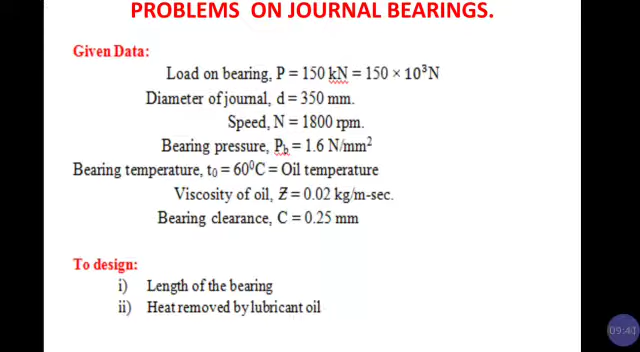 PROBLEMS ON JOURNAL BEARINGS.
Given Data:
Load on bearing, P = 150 kN = 150 × 10³N
Diameter of journal, d = 350 mm.
Speed, N = 1800 rpm.
Bearing pressure, P_b = 1.6 N/mm²
Bearing temperature, t₀ = 60⁰C = Oil temperature
Viscosity of oil, Ƶ = 0.02 kg/m-sec.
Bearing clearance, C = 0.25 mm
To design:
i) Length of the bearing
ii) Heat removed by lubricant oil
09:41